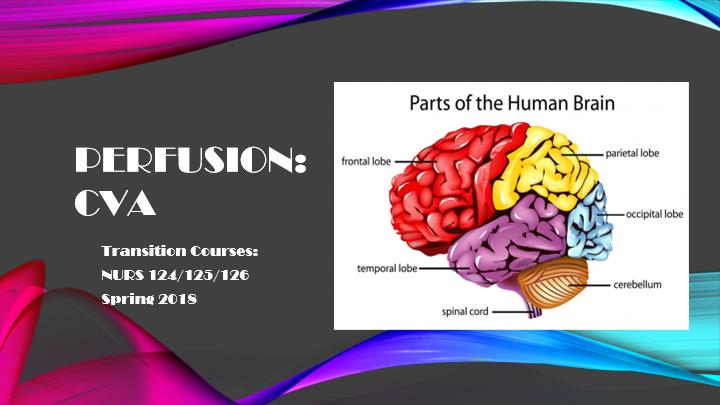 PERFUSION:
CVA
Transition Courses:
NURS 124/125/126
Spring 2018
Parts of the Human Brain
frontal lobe
parietal lobe
occipital lobe
temporal lobe
cerebellum
spinal cord